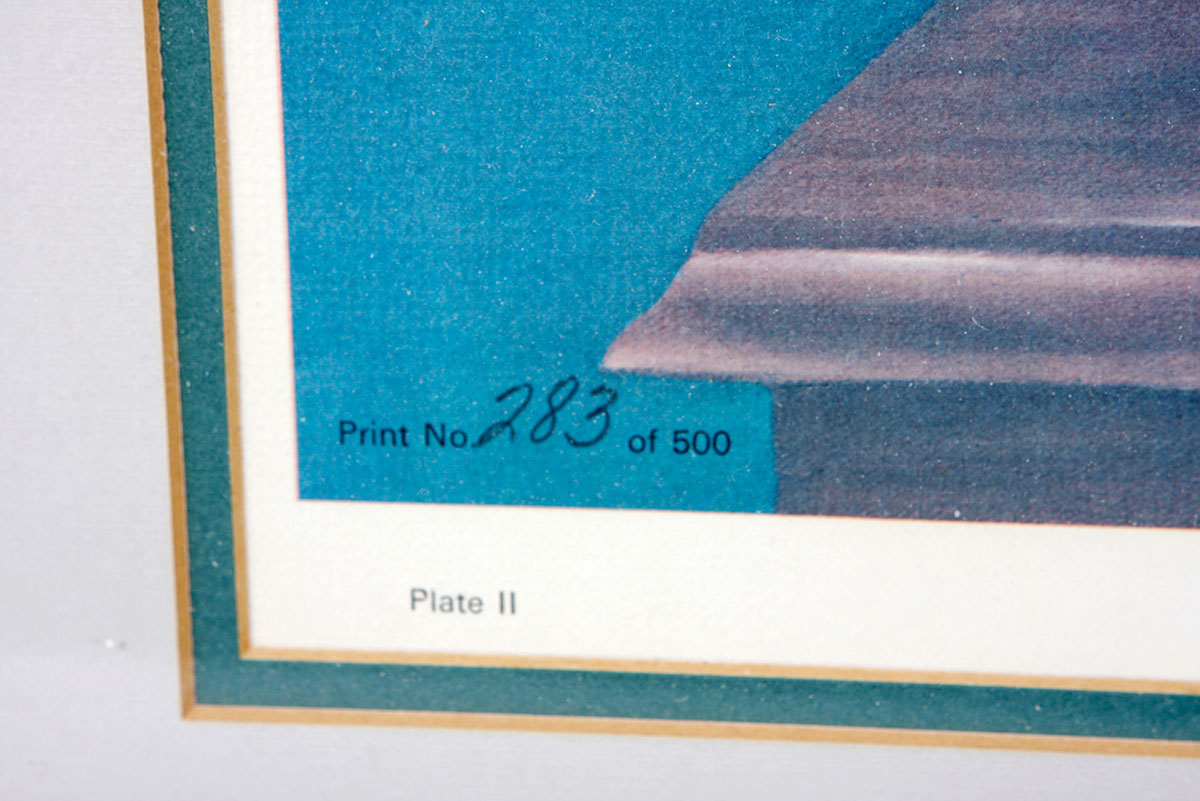 Print No. 283 of 500
Plate II